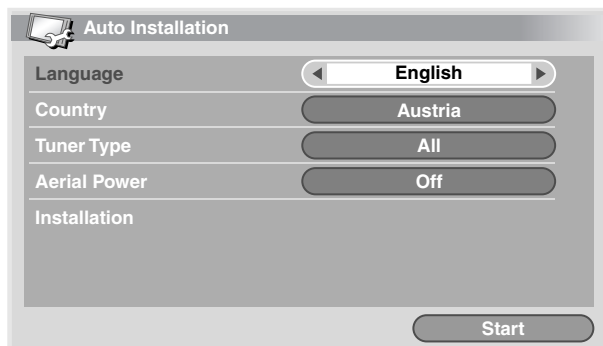 Auto Installation
Language English
Country Austria
Tuner Type All
Aerial Power Off
Installation
Start